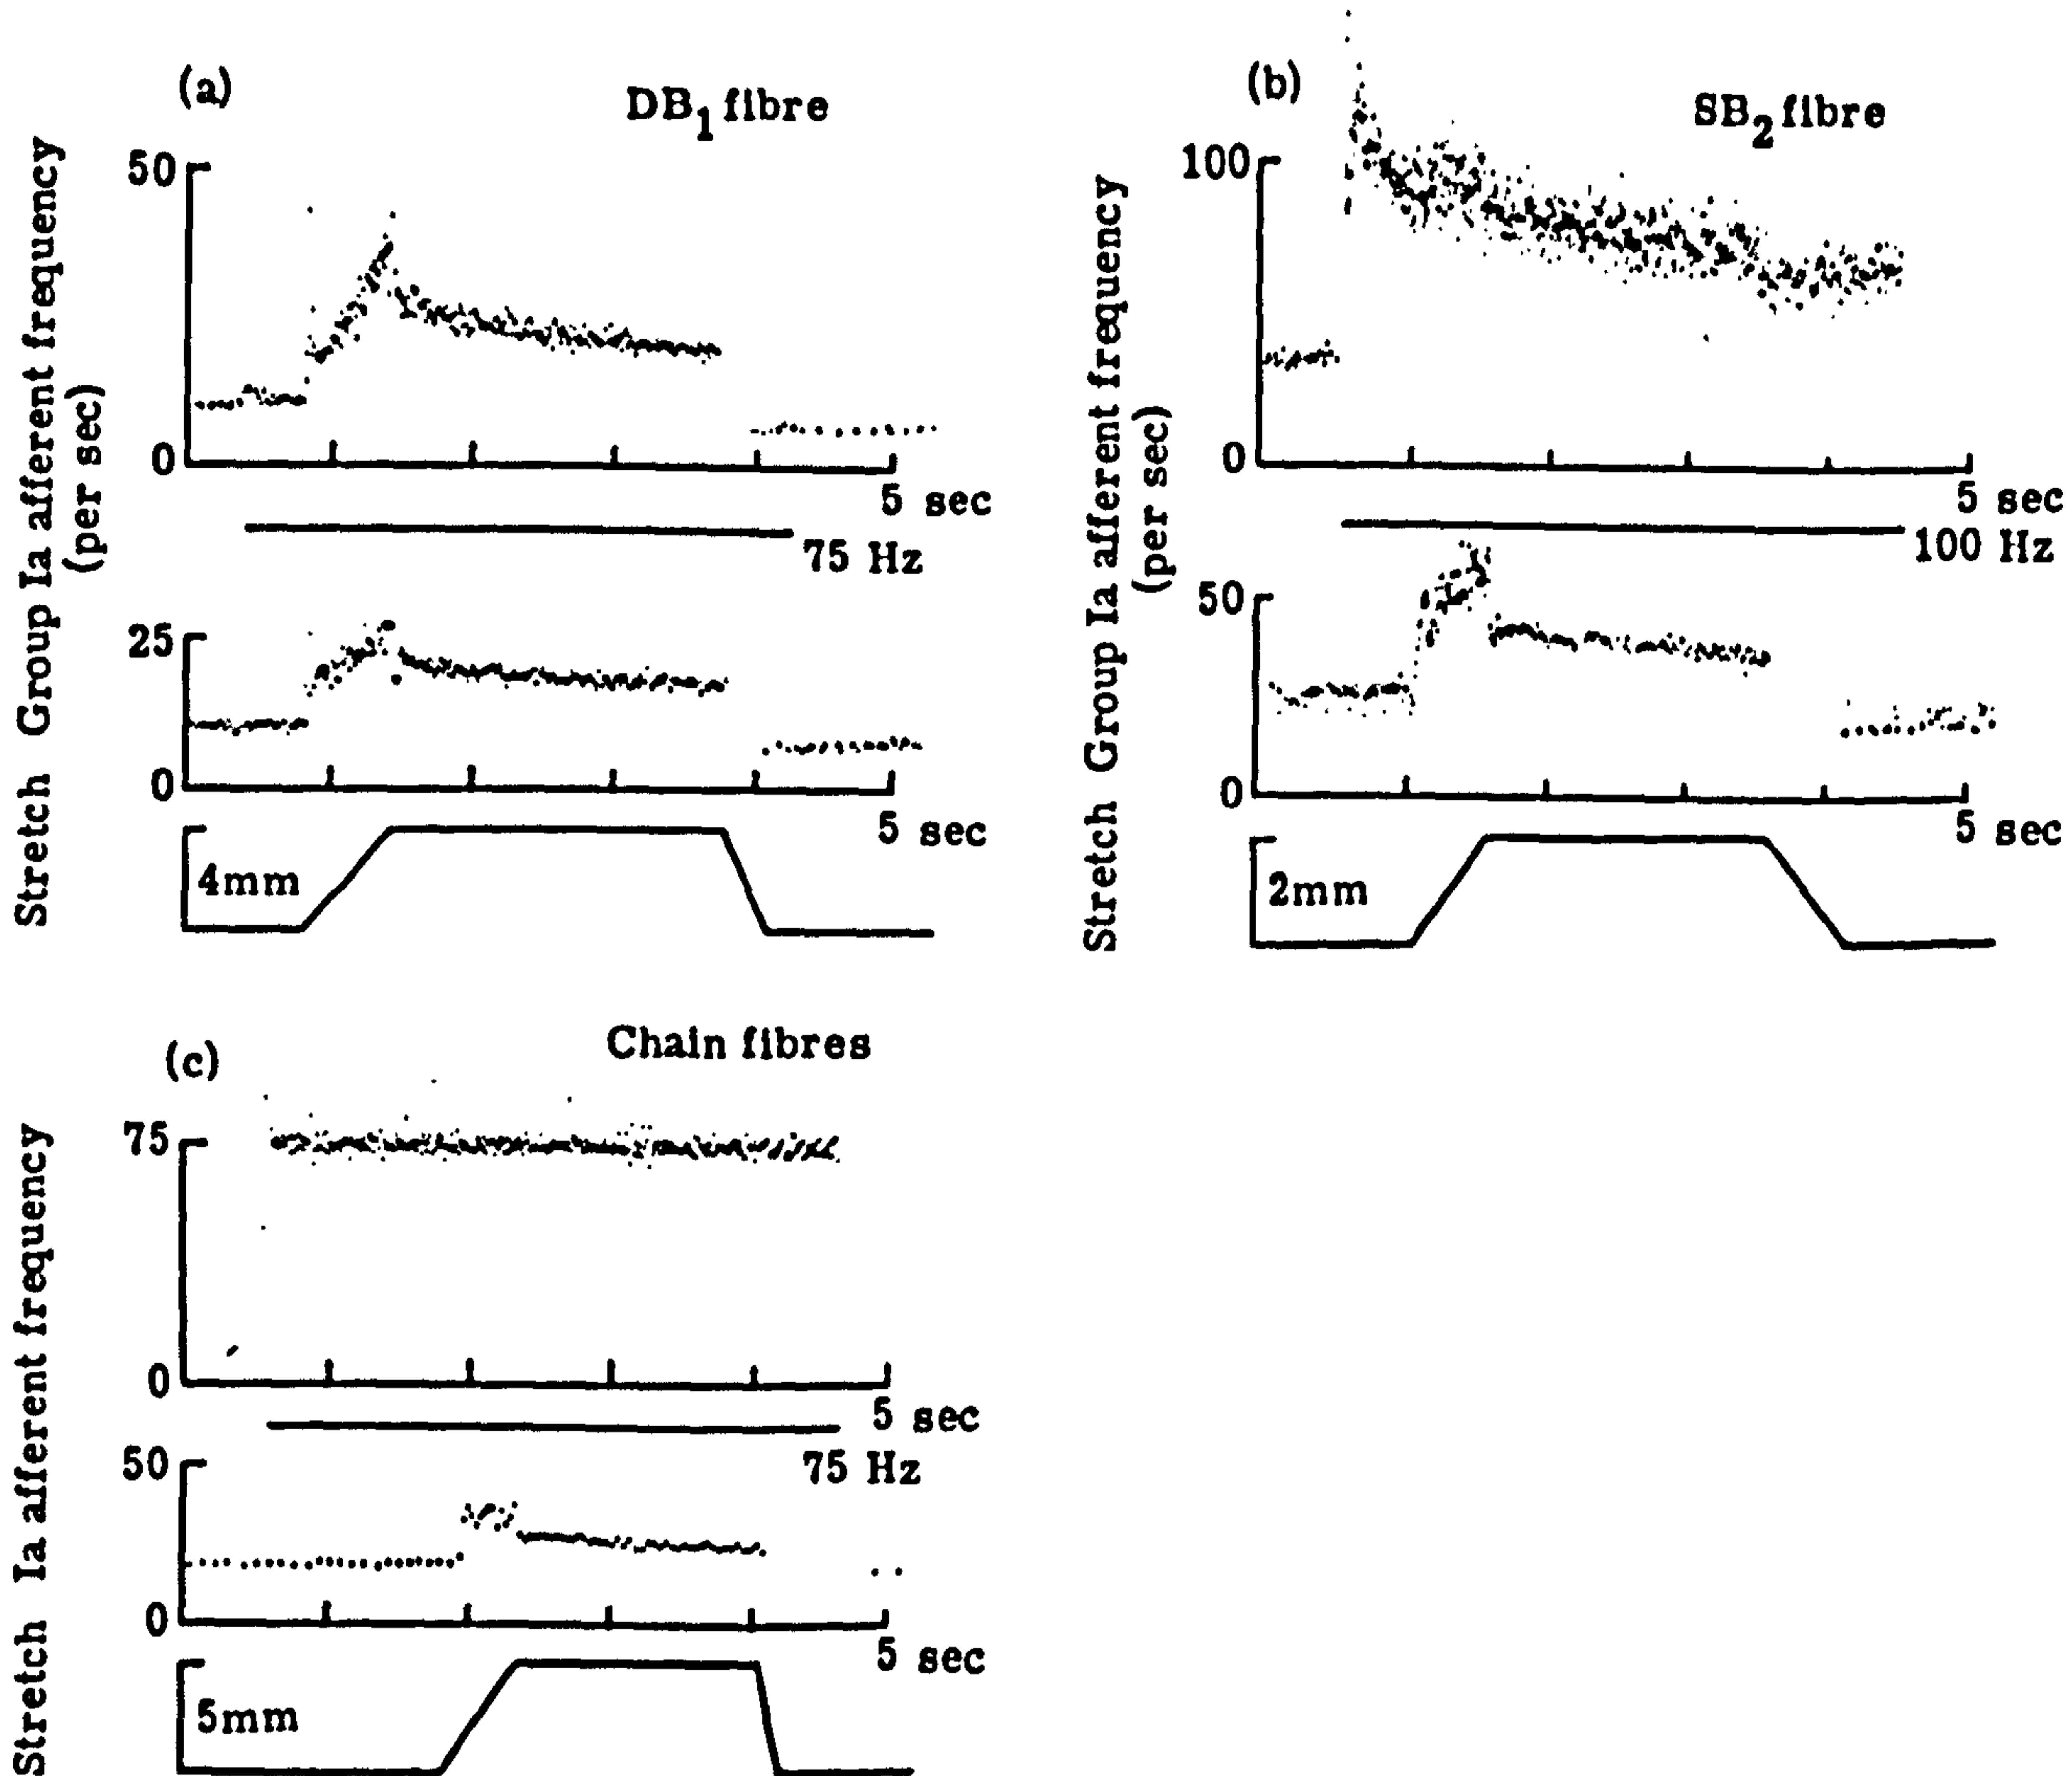 (a)
DB1 fibre
Group Ia afferent frequency
(per sec)
50
0
5 sec
75 Hz
25
0
5 sec
Stretch
4mm
(b)
SB2 fibre
Group Ia afferent frequency
(per sec)
100
0
5 sec
100 Hz
50
0
5 sec
Stretch
2mm
(c)
Chain fibres
Ia afferent frequency
75
0
5 sec
75 Hz
50
0
5 sec
Stretch
5mm